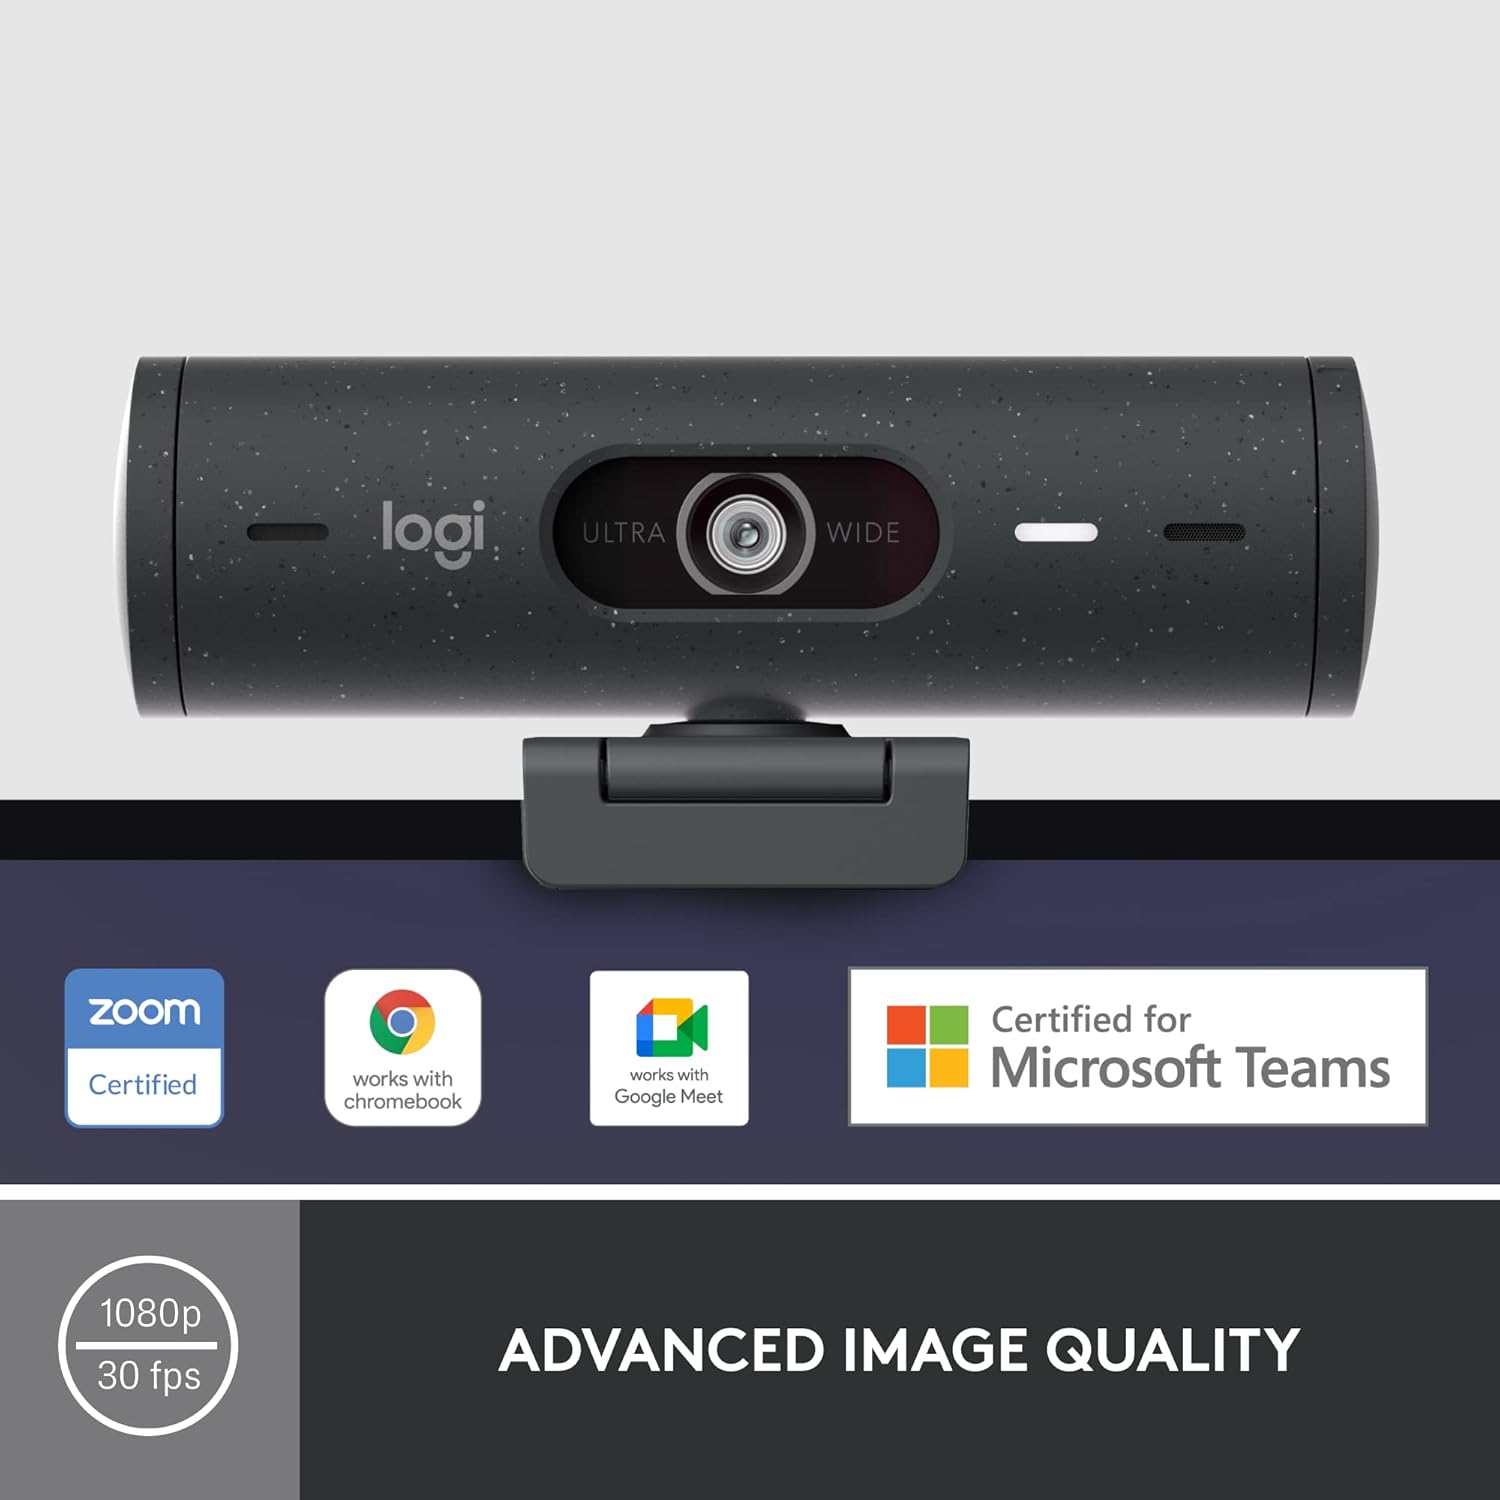 logi
ULTRA WIDE
zoom
Certified
works with
chromebook
works with
Google Meet
Certified for
Microsoft Teams
1080p
30 fps
ADVANCED IMAGE QUALITY